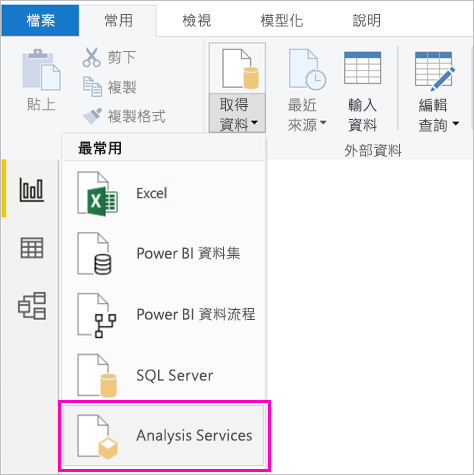 檔案 常用 檢視 模型化 說明
貼上
剪下
複製
複製格式
取得
資料
最近
來源
輸入
資料
編輯
查詢
外部資料
最常用
Excel
Power BI 資料集
Power BI 資料流程
SQL Server
Analysis Services